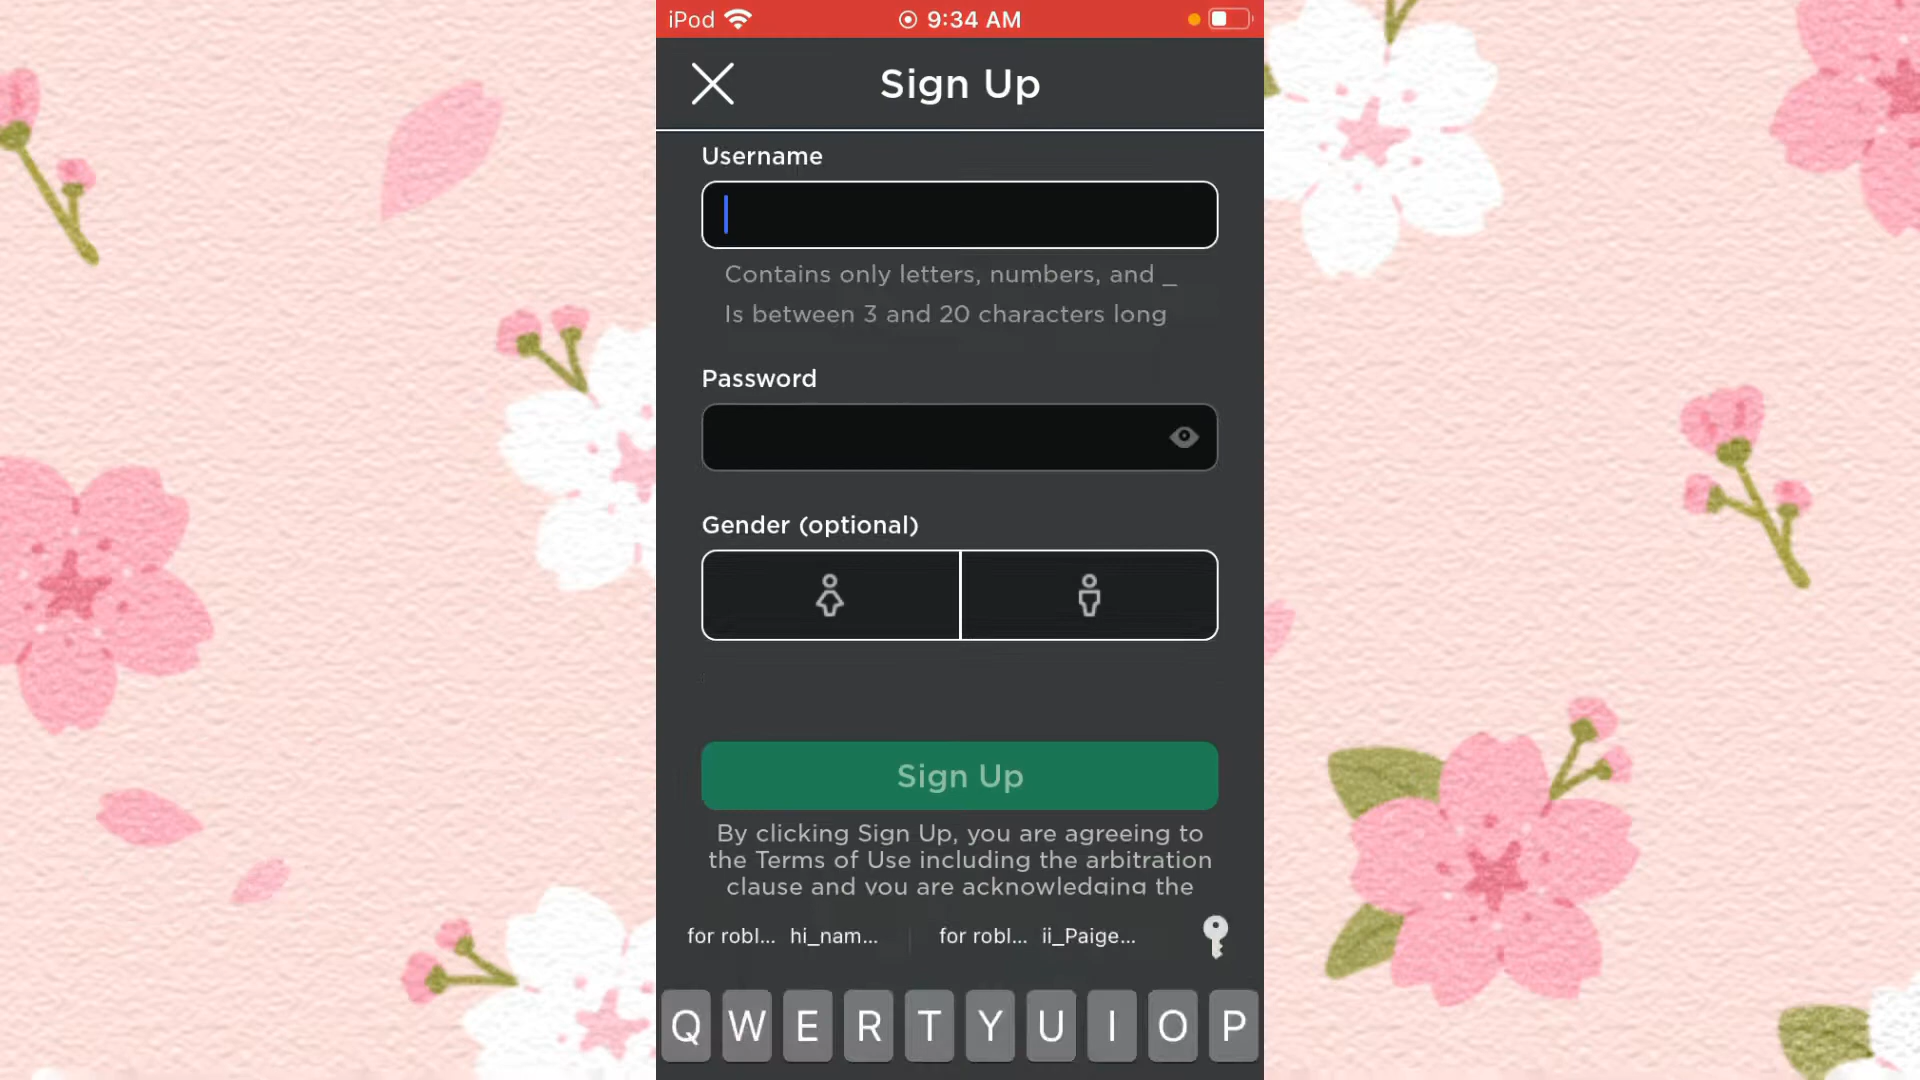 iPod 9:34 AM
Sign Up
Username
Contains only letters, numbers, and _
Is between 3 and 20 characters long
Password
Gender (optional)
Sign Up
By clicking Sign Up, you are agreeing to
the Terms of Use including the arbitration
clause and you are acknowledging the
for robl... hi_nam... for robl... ii_Paige...
Q W E R T Y U I O P